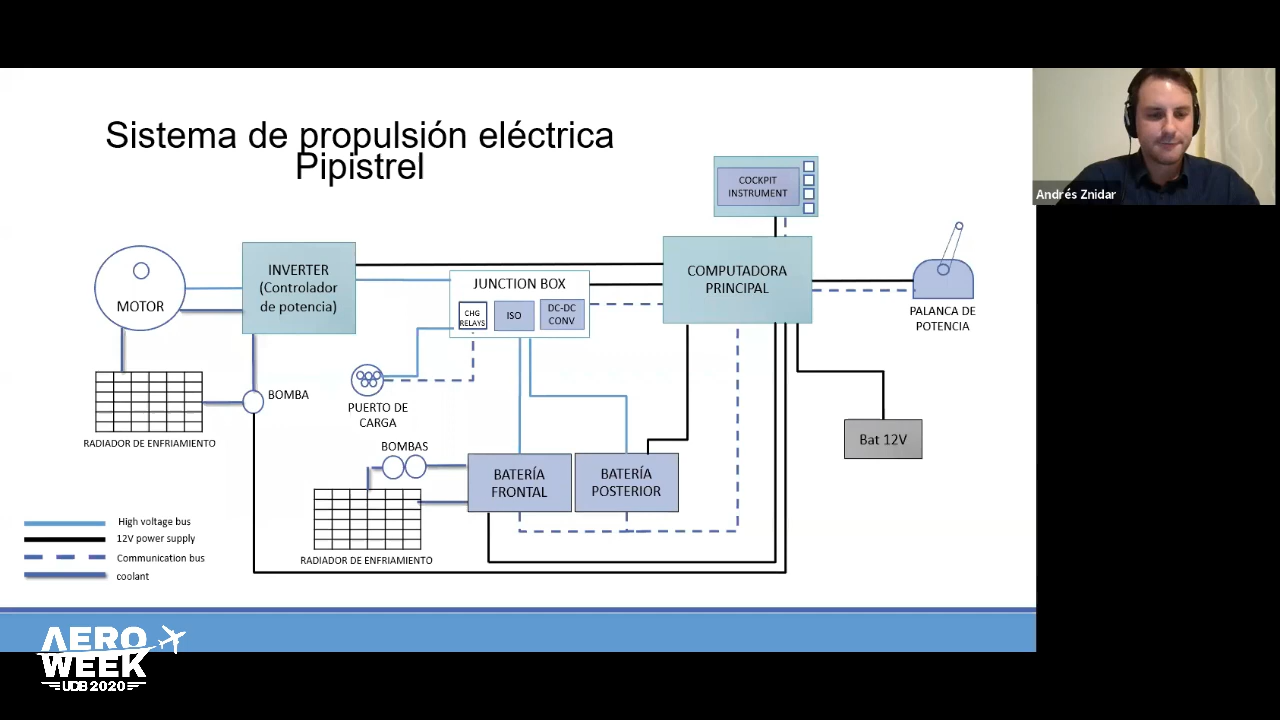 Sistema de propulsión eléctrica
Pipistrel
Andrés Znidar
COCKPIT
INSTRUMENT
MOTOR
INVERTER
(Controlador
de potencia)
JUNCTION BOX
CHG
RELAYS
ISO
DC-DC
CONV
COMPUTADORA
PRINCIPAL
PALANCA DE
POTENCIA
BOMBA
PUERTO DE
CARGA
RADIADOR DE ENFRIAMIENTO
BOMBAS
BATERÍA
FRONTAL
BATERÍA
POSTERIOR
Bat 12V
RADIADOR DE ENFRIAMIENTO
High voltage bus
12V power supply
Communication bus
coolant
AERO
WEEK
UDB 2020